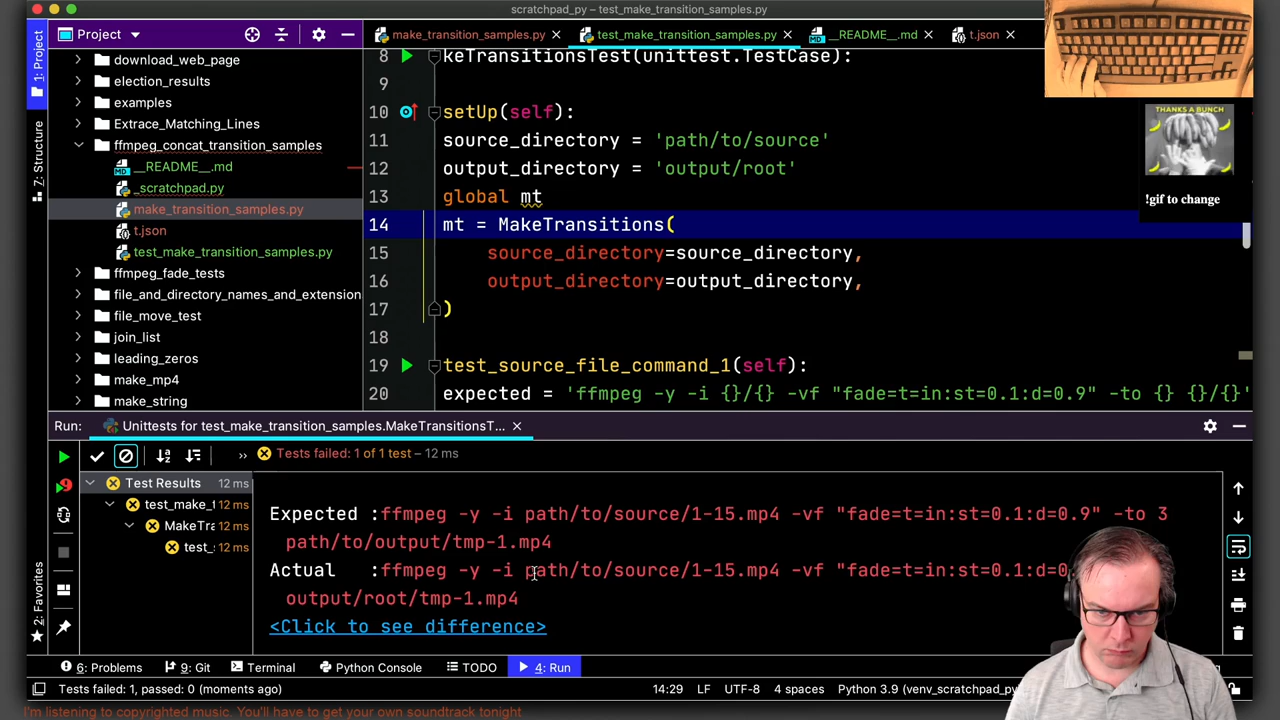 scratchpad_py – test_make_transition_samples.py
Project
make_transition_samples.py
test_make_transition_samples.py
__README__.md
t.json
1: Project
7: Structure
2: Favorites
download_web_page
election_results
examples
Extrace_Matching_Lines
ffmpeg_concat_transition_samples
__README__.md
_scratchpad.py
make_transition_samples.py
t.json
test_make_transition_samples.py
ffmpeg_fade_tests
file_and_directory_names_and_extension
file_move_test
join_list
leading_zeros
make_mp4
make_string
8 keTransitionsTest(unittest.TestCase):
9
10 setUp(self):
11 source_directory = 'path/to/source'
12 output_directory = 'output/root'
13 global mt
14 mt = MakeTransitions(
15 source_directory=source_directory,
16 output_directory=output_directory,
17 )
18
19 test_source_file_command_1(self):
20 expected = 'ffmpeg -y -i {}/{} -vf "fade=t=in:st=0.1:d=0.9" -to {} {}/{}'
THANKS A BUNCH
!gif to change
Run: Unittests for test_make_transition_samples.MakeTransitionsT...
Tests failed: 1 of 1 test – 12 ms
Test Results 12 ms
test_make_t 12 ms
MakeTra 12 ms
test_ 12 ms
Expected :ffmpeg -y -i path/to/source/1-15.mp4 -vf "fade=t=in:st=0.1:d=0.9" -to 3
path/to/output/tmp-1.mp4
Actual :ffmpeg -y -i path/to/source/1-15.mp4 -vf "fade=t=in:st=0.1:d=0
output/root/tmp-1.mp4
<Click to see difference>
6: Problems
9: Git
Terminal
Python Console
TODO
4: Run
Tests failed: 1, passed: 0 (moments ago)
14:29 LF UTF-8 4 spaces Python 3.9 (venv_scratchpad_py)
I'm listening to copyrighted music. You'll have to get your own soundtrack tonight